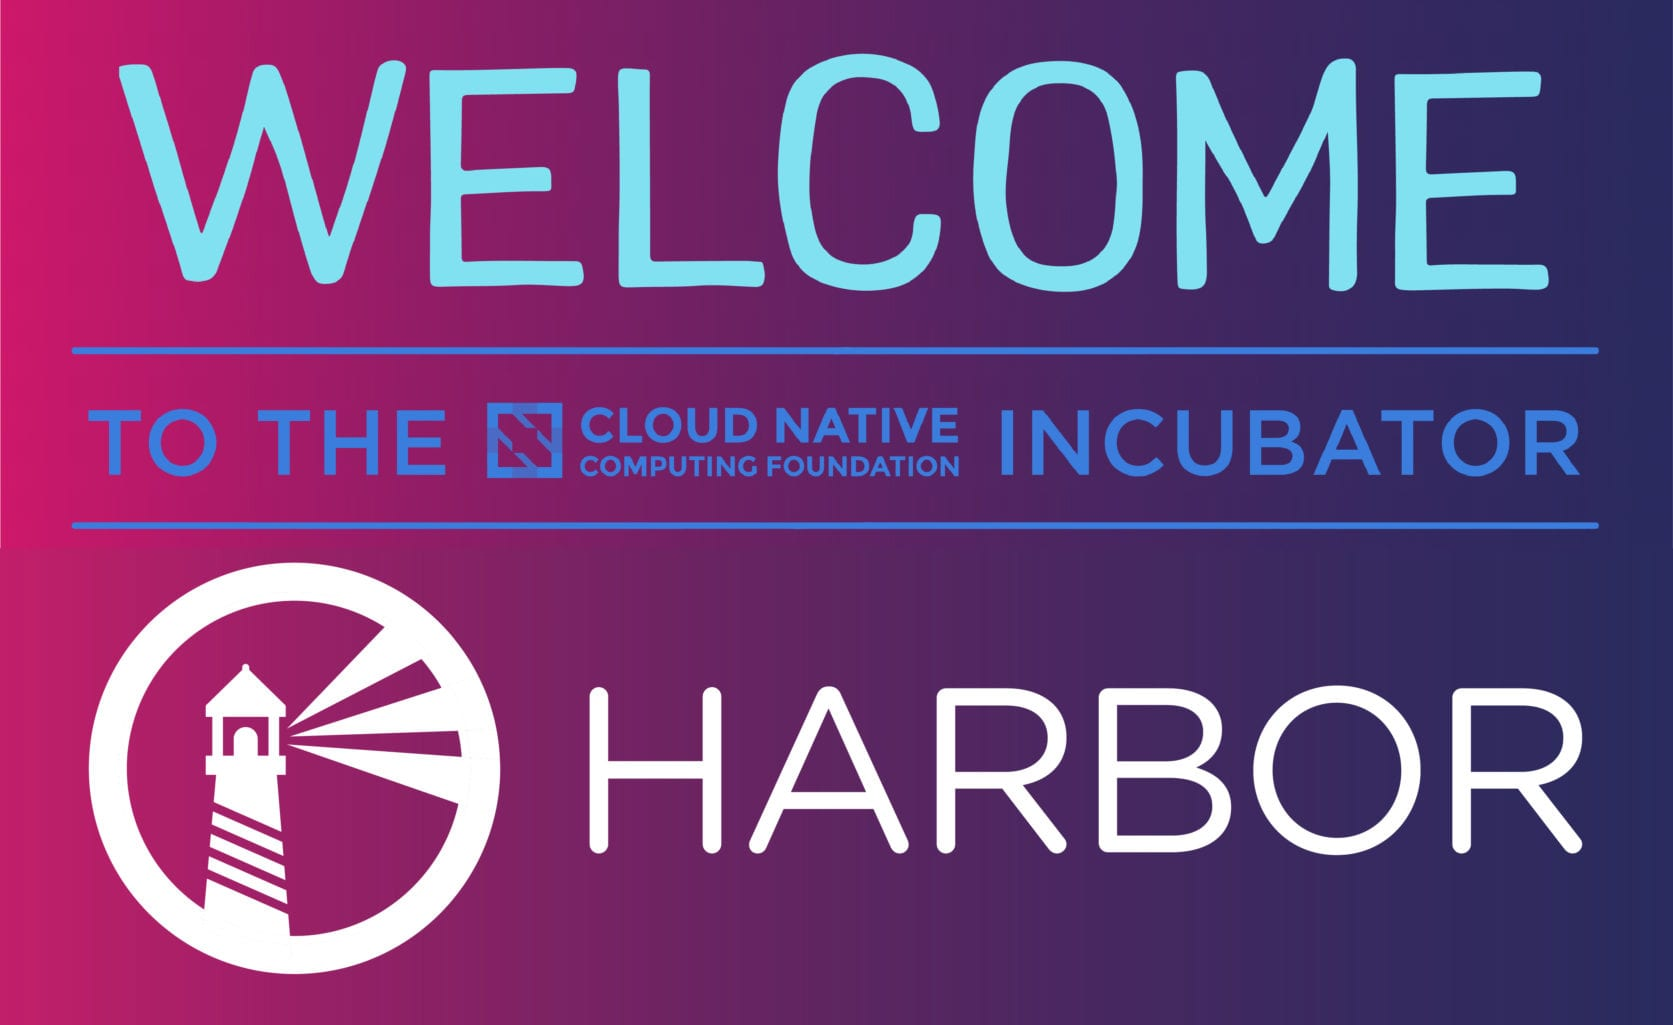 WELCOME
TO THE CLOUD NATIVE COMPUTING FOUNDATION INCUBATOR
HARBOR